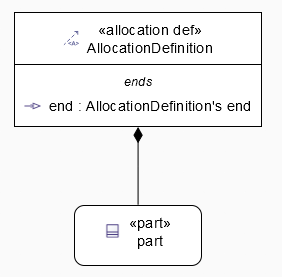 «allocation def»
AllocationDefinition
ends
end : AllocationDefinition's end
«part»
part